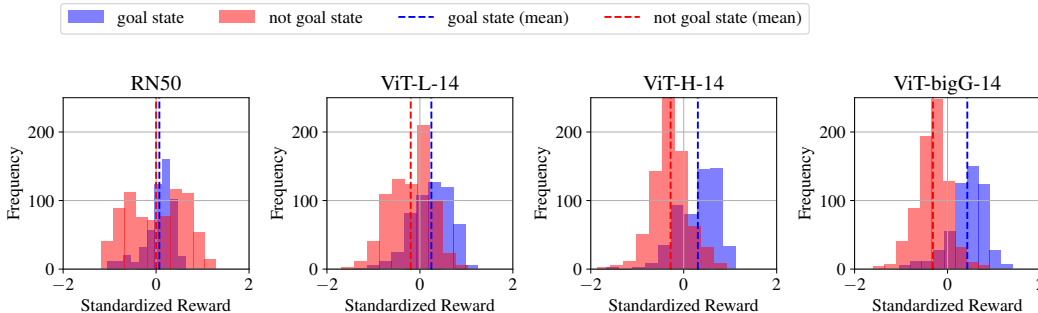 goal state not goal state goal state (mean) not goal state (mean)
RN50 ViT-L-14 ViT-H-14 ViT-bigG-14
Frequency Frequency Frequency Frequency
200 200 200 200
100 100 100 100
0 0 0 0
−2 0 2 −2 0 2 −2 0 2 −2 0 2
Standardized Reward Standardized Reward Standardized Reward Standardized Reward